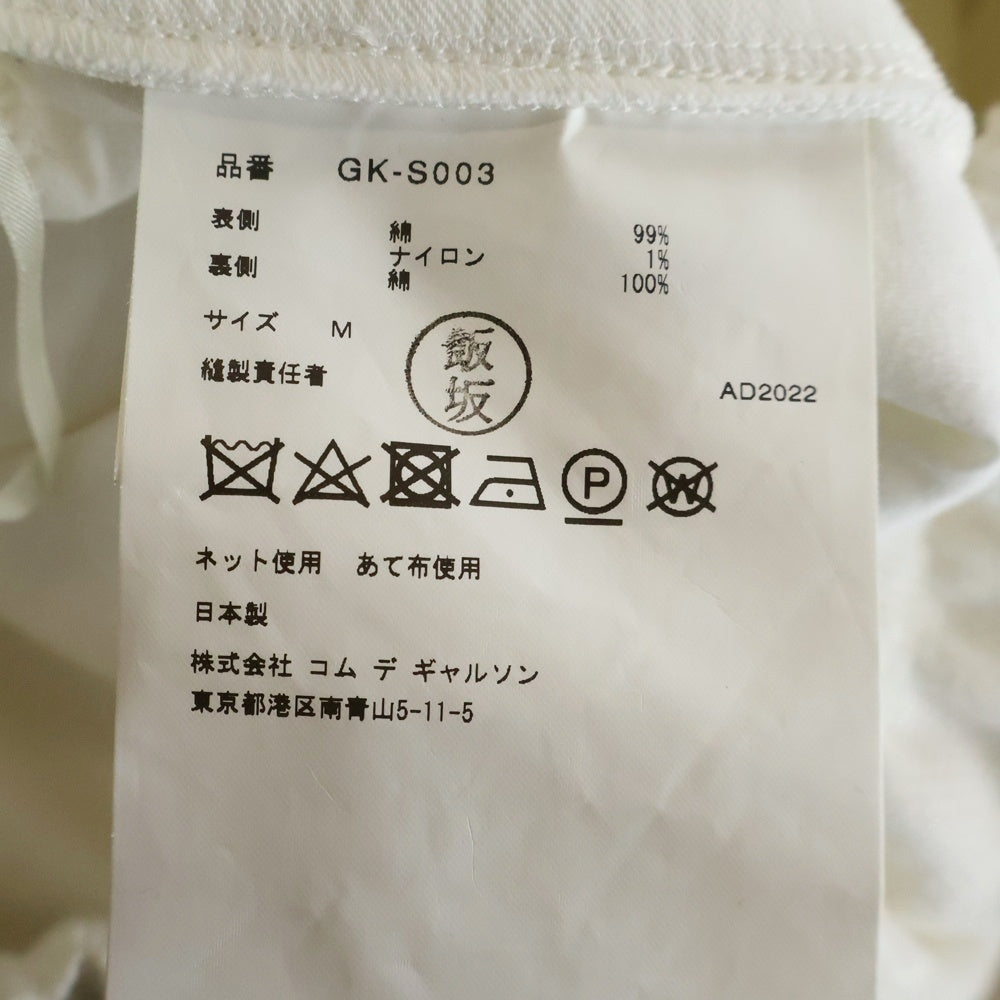 品番 GK-S003
表側 綿 99%
ナイロン 1%
裏側 綿 100%
サイズ M
縫製責任者 飯坂
AD2022
P
W
ネット使用 あて布使用
日本製
株式会社 コム デ ギャルソン
東京都港区南青山5-11-5